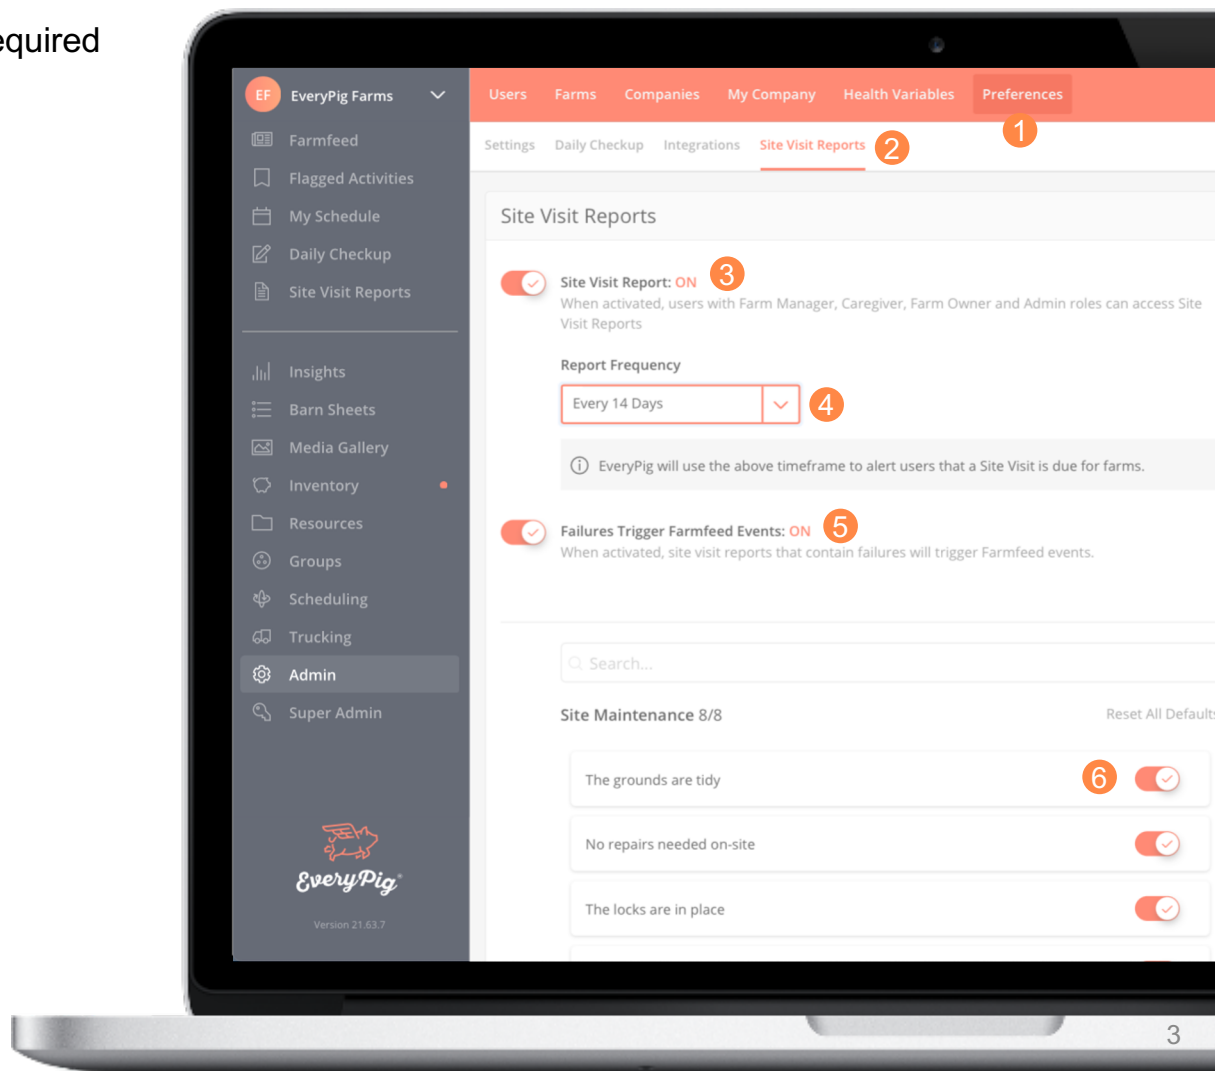 equired
EF EveryPig Farms
Farmfeed
Flagged Activities
My Schedule
Daily Checkup
Site Visit Reports
Insights
Barn Sheets
Media Gallery
Inventory
Resources
Groups
Scheduling
Trucking
Admin
Super Admin
EveryPig®
Version 21.63.7
Users Farms Companies My Company Health Variables Preferences
1
Settings Daily Checkup Integrations Site Visit Reports 2
Site Visit Reports
Site Visit Report: ON 3
When activated, users with Farm Manager, Caregiver, Farm Owner and Admin roles can access Site
Visit Reports
Report Frequency
Every 14 Days 4
EveryPig will use the above timeframe to alert users that a Site Visit is due for farms.
Failures Trigger Farmfeed Events: ON 5
When activated, site visit reports that contain failures will trigger Farmfeed events.
Search...
Site Maintenance 8/8 Reset All Defaults
The grounds are tidy 6
No repairs needed on-site
The locks are in place
3